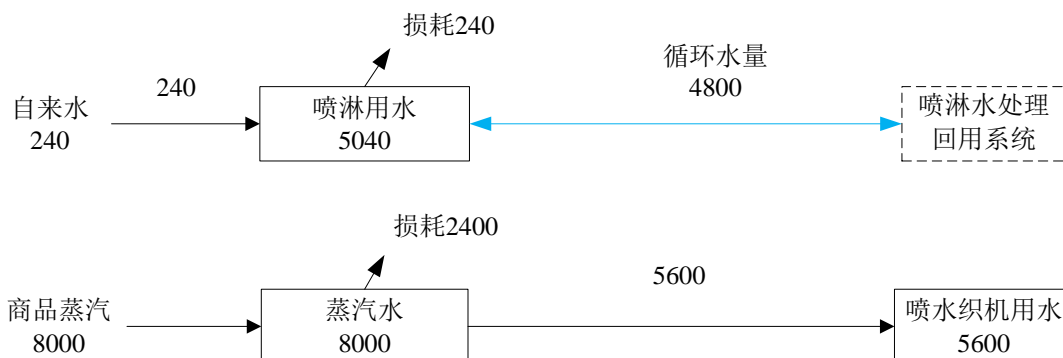 损耗240
循环水量
4800
自来水
240
240
喷淋用水
5040
喷淋水处理
回用系统
损耗2400
5600
商品蒸汽
8000
蒸汽水
8000
喷水织机用水
5600